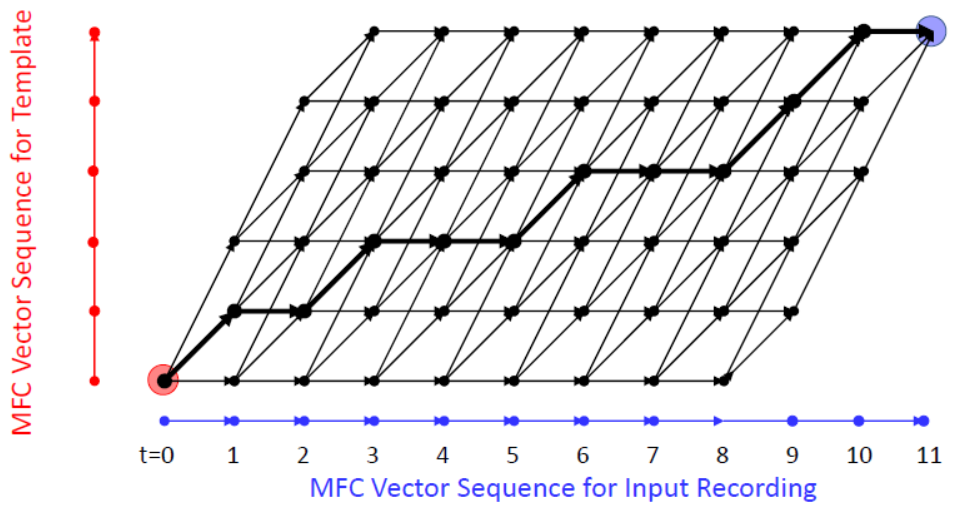 MFC Vector Sequence for Template
t=0 1 2 3 4 5 6 7 8 9 10 11
MFC Vector Sequence for Input Recording